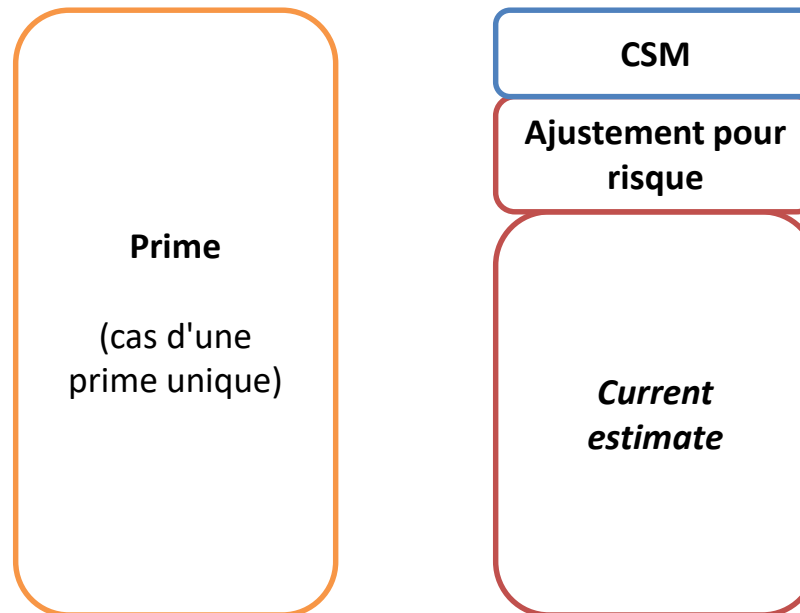 Prime
(cas d'une
prime unique)
CSM
Ajustement pour
risque
Current
estimate